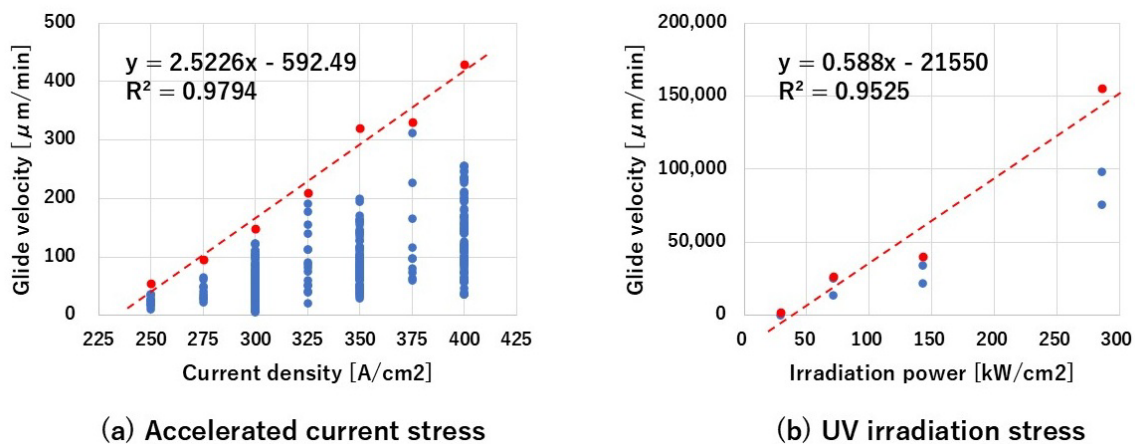 500
400
300
200
100
0
225
250
275
300
325
350
375
400
425
Glide velocity [μm/min]
Current density [A/cm2]
y = 2.5226x - 592.49
R² = 0.9794
(a) Accelerated current stress
200,000
150,000
100,000
50,000
0
0
50
100
150
200
250
300
Glide velocity [μm/min]
Irradiation power [kW/cm2]
y = 0.588x - 21550
R² = 0.9525
(b) UV irradiation stress